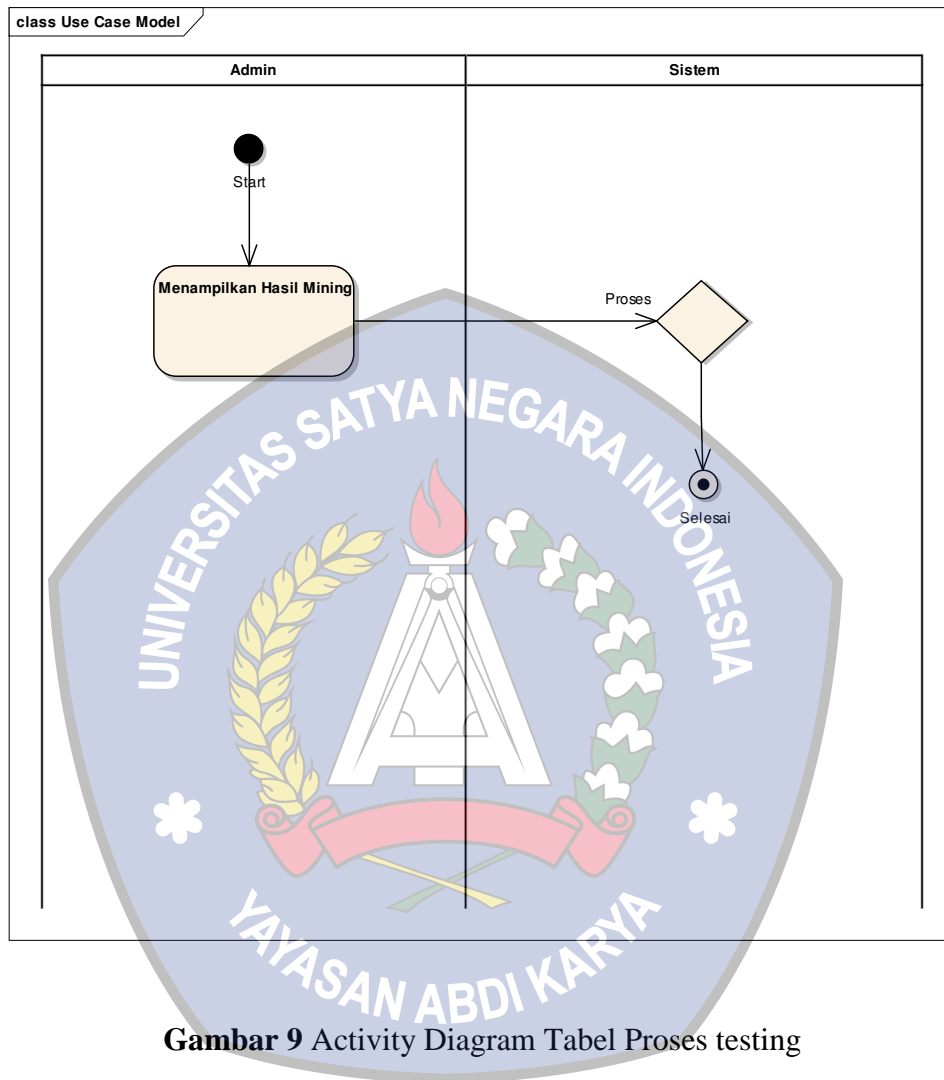 class Use Case Model
Admin
Sistem
Start
Menampilkan Hasil Mining
Proses
Selesai
UNIVERSITAS SATYA NEGARA INDONESIA
YAYASAN ABDI KARYA
Gambar 9 Activity Diagram Tabel Proses testing